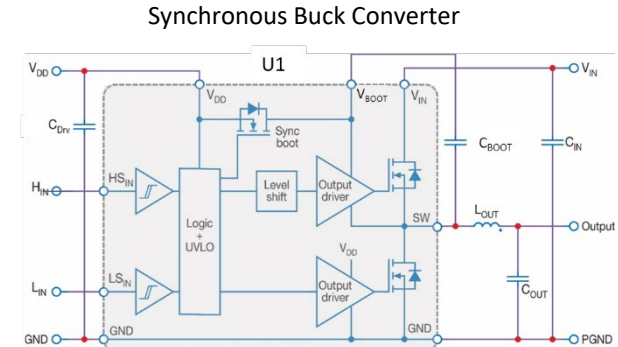 Synchronous Buck Converter
U1
VDD
VIN
VDD
VBOOT
VIN
CDrv
Sync
boot
CBOOT
CIN
HIN
HSIN
Level
shift
Output
driver
Logic
+
UVLO
SW
LOUT
Output
VDD
LIN
LSIN
Output
driver
COUT
GND
GND
GND
PGND